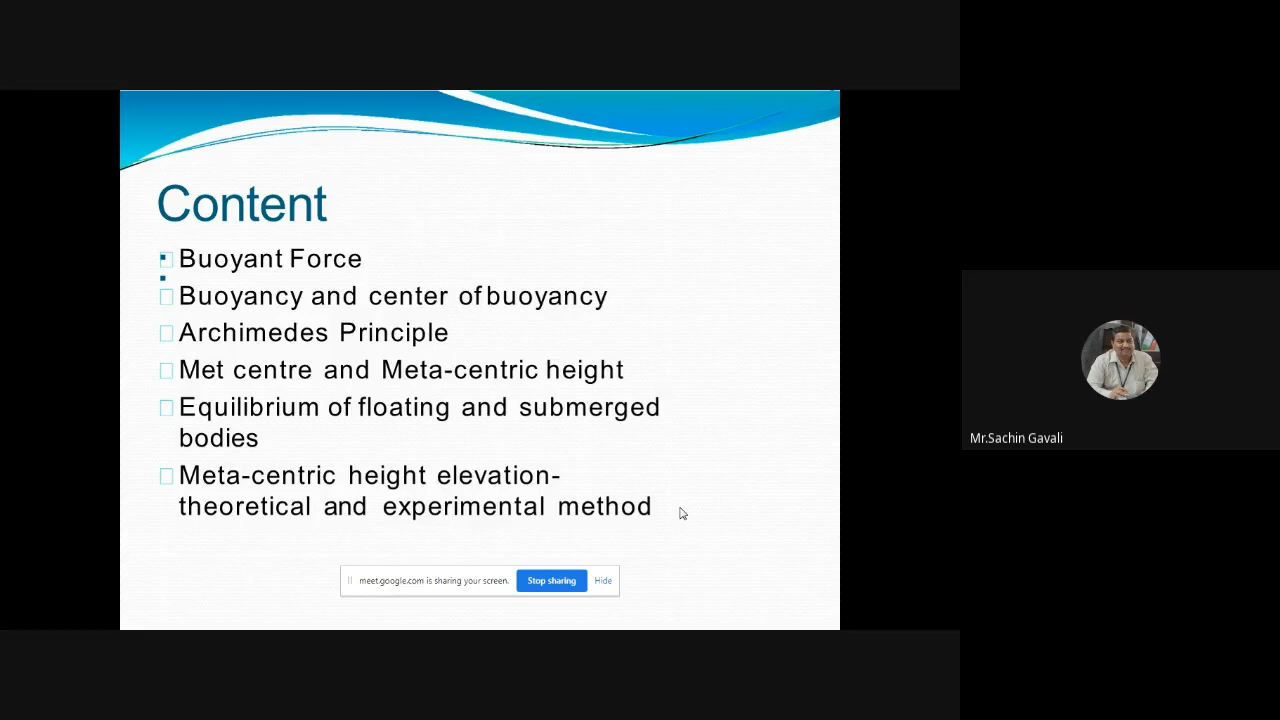 Content
Buoyant Force
Buoyancy and center of buoyancy
Archimedes Principle
Met centre and Meta-centric height
Equilibrium of floating and submerged
bodies
Meta-centric height elevation-
theoretical and experimental method
meet.google.com is sharing your screen.
Stop sharing
Hide
Mr.Sachin Gavali